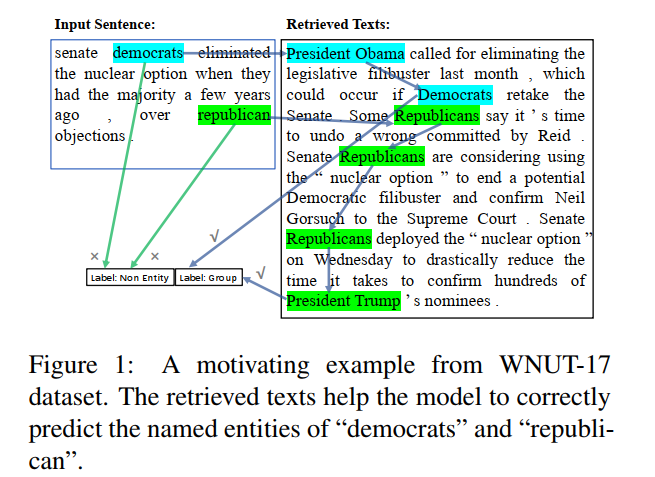 Input Sentence:
senate democrats eliminated
the nuclear option when they
had the majority a few years
ago , over republican
objections .
Retrieved Texts:
President Obama called for eliminating the
legislative filibuster last month , which
could occur if Democrats retake the
Senate . Some Republicans say it ’ s time
to undo a wrong committed by Reid .
Senate Republicans are considering using
the “ nuclear option ” to end a potential
Democratic filibuster and confirm Neil
Gorsuch to the Supreme Court . Senate
Republicans deployed the “ nuclear option ”
on Wednesday to drastically reduce the
time it takes to confirm hundreds of
President Trump ’ s nominees .
× × √ √
Label: Non Entity Label: Group
Figure 1: A motivating example from WNUT-17
dataset. The retrieved texts help the model to correctly
predict the named entities of “democrats” and “republi-
can”.